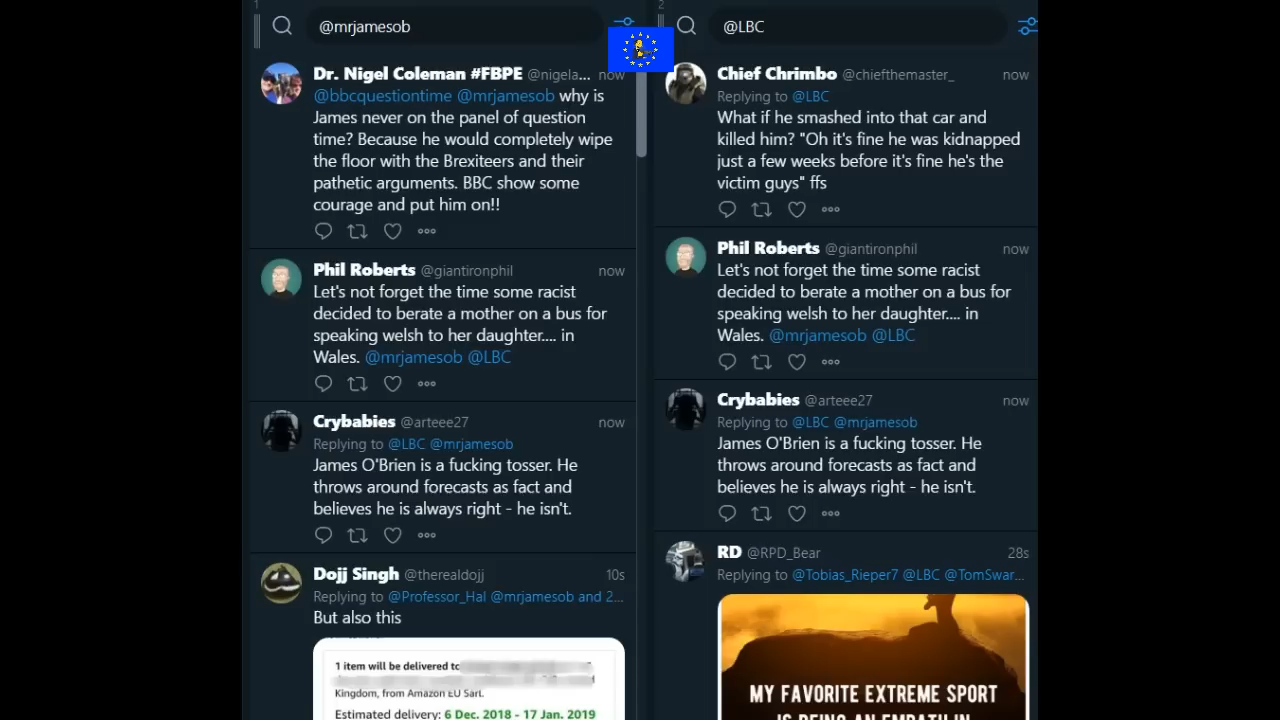 1
@mrjamesob
Dr. Nigel Coleman #FBPE @nigela... now
@bbcquestiontime @mrjamesob why is
James never on the panel of question
time? Because he would completely wipe
the floor with the Brexiteers and their
pathetic arguments. BBC show some
courage and put him on!!
Phil Roberts @giantironphil now
Let's not forget the time some racist
decided to berate a mother on a bus for
speaking welsh to her daughter.... in
Wales. @mrjamesob @LBC
Crybabies @arteee27 now
Replying to @LBC @mrjamesob
James O'Brien is a fucking tosser. He
throws around forecasts as fact and
believes he is always right - he isn't.
Dojj Singh @therealdojj 10s
Replying to @Professor_Hal @mrjamesob and 2...
But also this
1 item will be delivered to
Kingdom, from Amazon EU Sarl.
Estimated delivery: 6 Dec. 2018 - 17 Jan. 2019
2
@LBC
Chief Chrimbo @chiefthemaster_ now
Replying to @LBC
What if he smashed into that car and
killed him? "Oh it's fine he was kidnapped
just a few weeks before it's fine he's the
victim guys" ffs
Phil Roberts @giantironphil now
Let's not forget the time some racist
decided to berate a mother on a bus for
speaking welsh to her daughter.... in
Wales. @mrjamesob @LBC
Crybabies @arteee27 now
Replying to @LBC @mrjamesob
James O'Brien is a fucking tosser. He
throws around forecasts as fact and
believes he is always right - he isn't.
RD @RPD_Bear 28s
Replying to @Tobias_Rieper7 @LBC @TomSwar...
MY FAVORITE EXTREME SPORT
IS BEING AN EMPATH IN